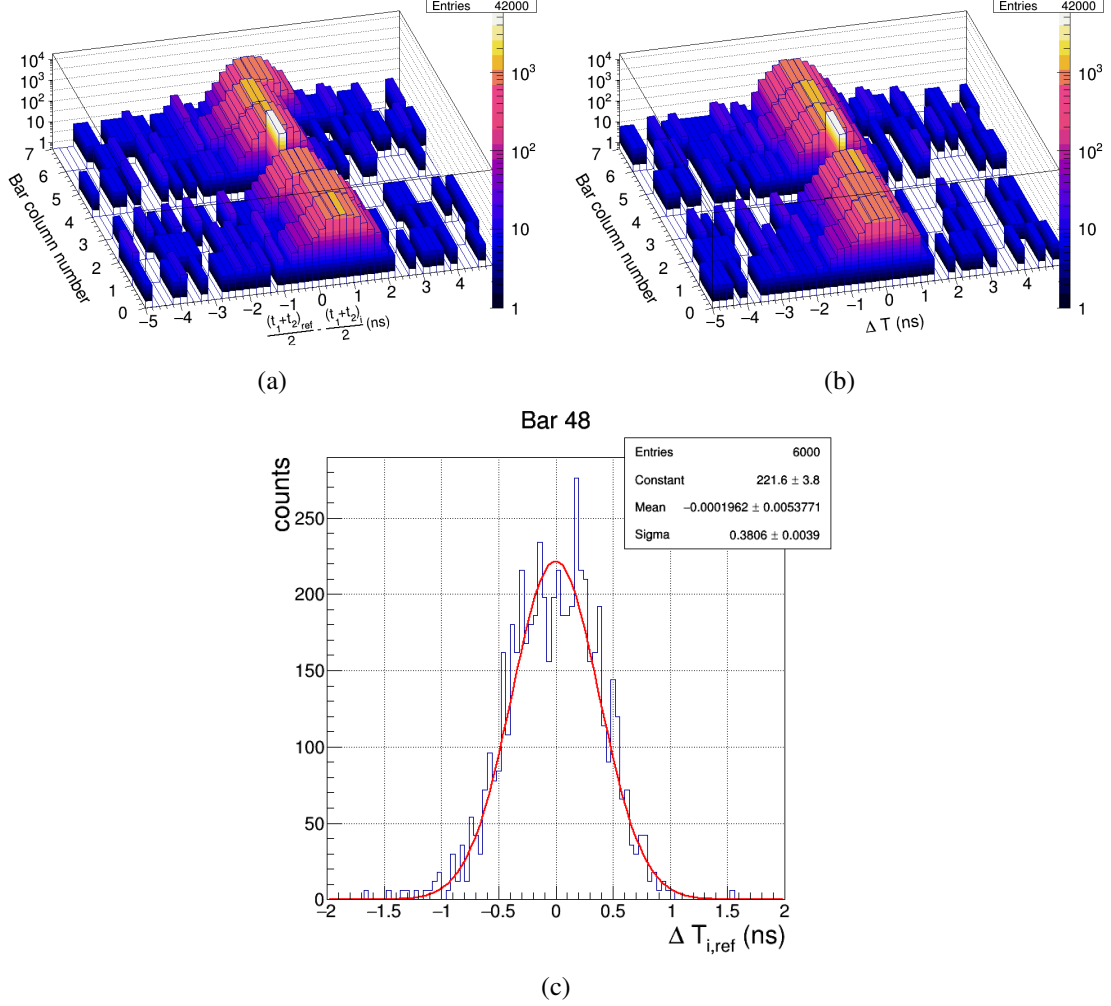 Entries 42000
Entries 42000
10⁴
10³
10²
10
1
7
6
5
4
3
2
1
0
Bar column number
−5 −4 −3 −2 −1 0 1 2 3 4
(t₁+t₂)ref / 2 - (t₁+t₂)i / 2 (ns)
10³
10²
10
1
(a)
10⁴
10³
10²
10
1
7
6
5
4
3
2
1
0
Bar column number
−5 −4 −3 −2 −1 0 1 2 3 4
Δ T (ns)
10³
10²
10
1
(b)
Bar 48
Entries 6000
Constant 221.6 ± 3.8
Mean −0.0001962 ± 0.0053771
Sigma 0.3806 ± 0.0039
counts
250
200
150
100
50
0
−2 −1.5 −1 −0.5 0 0.5 1 1.5 2
Δ Ti,ref (ns)
(c)